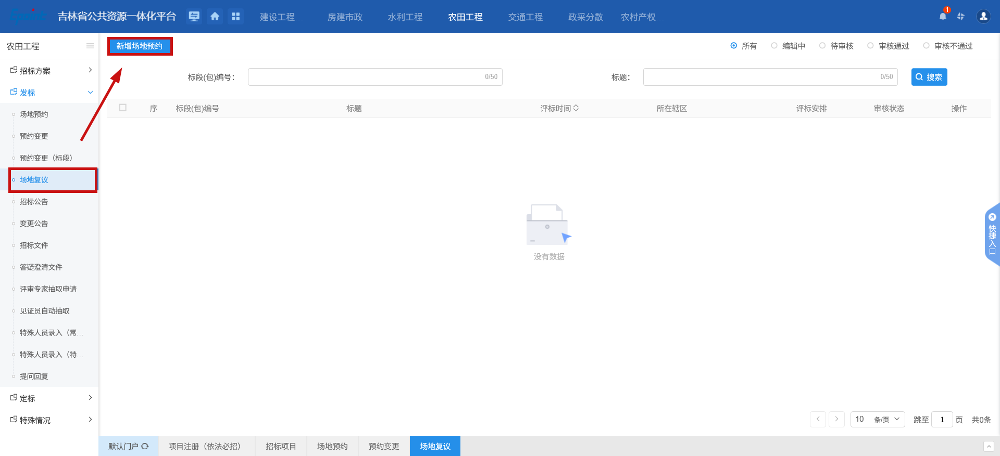 Epoint 吉林省公共资源一体化平台 建设工程... 房建市政 水利工程 农田工程 交通工程 政采分散 农村产权... 1
农田工程
新增场地预约 所有 编辑中 待审核 审核通过 审核不通过
招标方案
标段(包)编号： 0/50 标题： 0/50 搜索
发标
序 标段(包)编号 标题 评标时间 所在辖区 评标安排 审核状态 操作
场地预约
预约变更
预约变更（标段）
场地复议
招标公告
变更公告
招标文件
答疑澄清文件
评审专家抽取申请
见证员自动抽取
特殊人员录入（常...
特殊人员录入（特...
提问回复
定标
特殊情况
没有数据
快捷入口
10 条/页 跳至 1 页 共0条
默认门户 项目注册（依法必招） 招标项目 场地预约 预约变更 场地复议